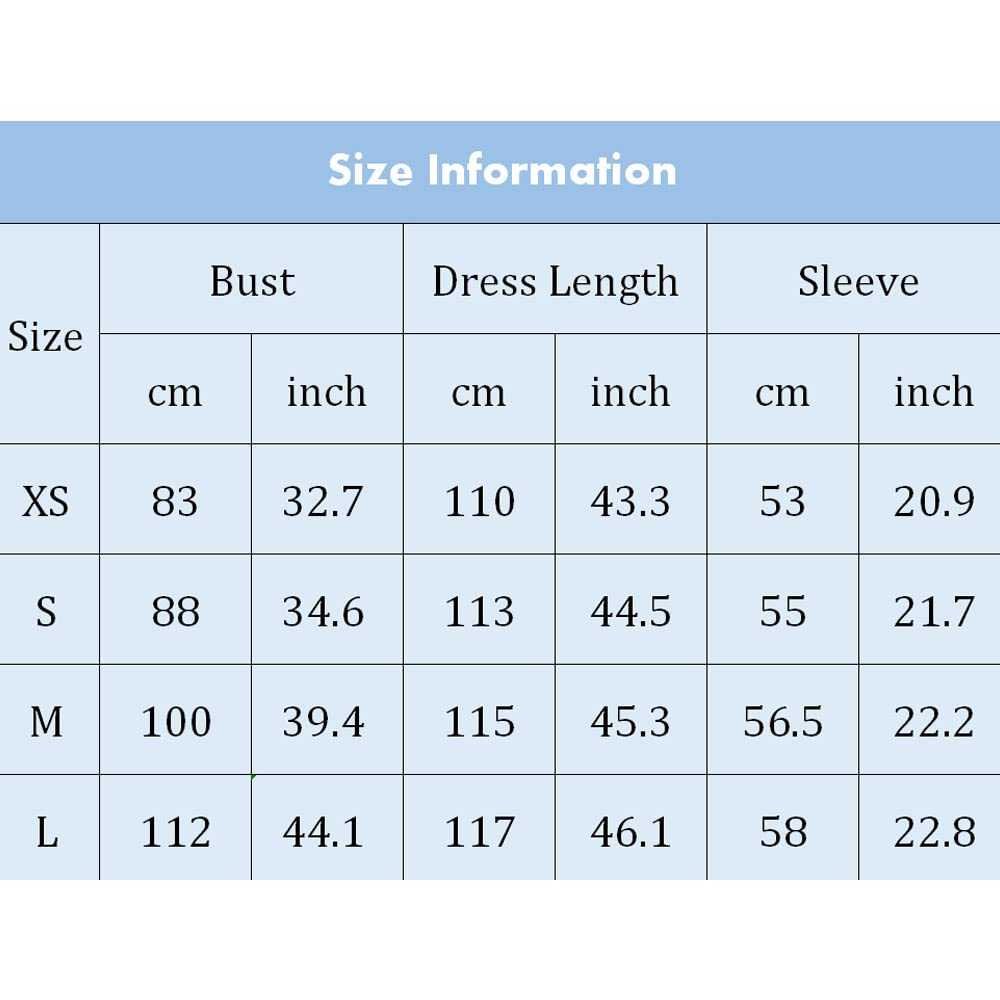 Size Information
Size Bust Dress Length Sleeve
cm inch cm inch cm inch
XS 83 32.7 110 43.3 53 20.9
S 88 34.6 113 44.5 55 21.7
M 100 39.4 115 45.3 56.5 22.2
L 112 44.1 117 46.1 58 22.8